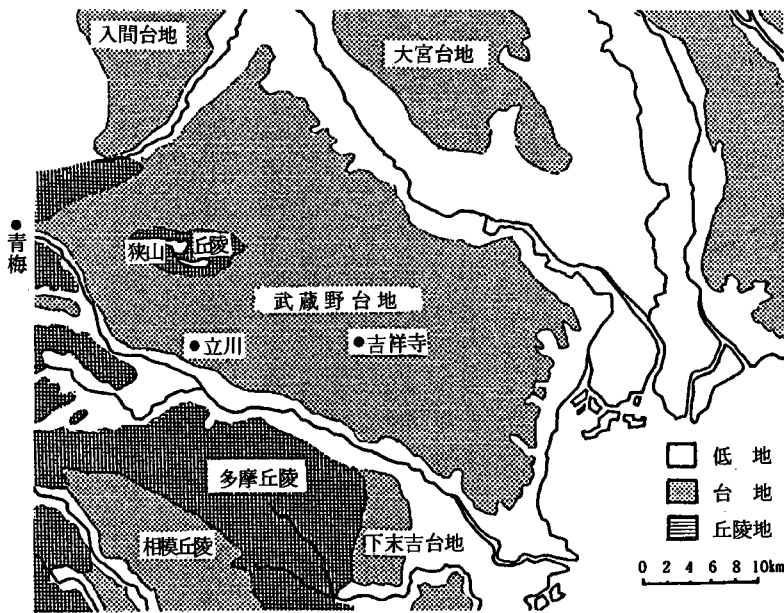 入間台地
大宮台地
青梅
狭山 丘陵
武蔵野台地
立川
吉祥寺
多摩丘陵
相模丘陵
下末吉台地
低地
台地
丘陵地
0 2 4 6 8 10km